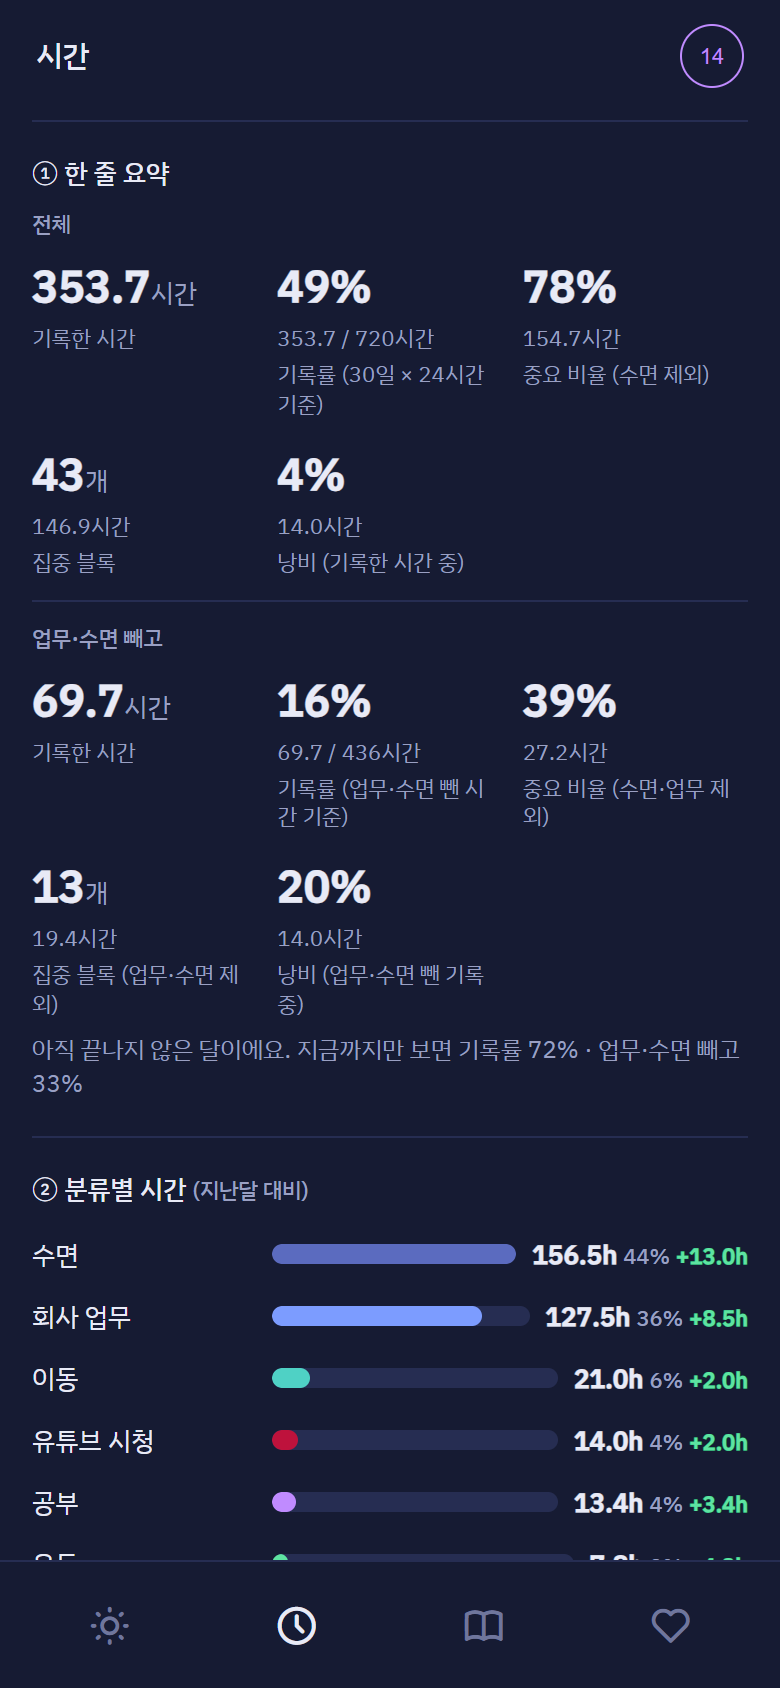 시간
14
① 한 줄 요약
전체
353.7시간
49%
78%
기록한 시간
353.7 / 720시간
154.7시간
기록률 (30일 × 24시간
기준)
중요 비율 (수면 제외)
43개
4%
146.9시간
14.0시간
집중 블록
낭비 (기록한 시간 중)
업무·수면 빼고
69.7시간
16%
39%
기록한 시간
69.7 / 436시간
27.2시간
기록률 (업무·수면 뺀 시
간 기준)
중요 비율 (수면·업무 제
외)
13개
20%
19.4시간
14.0시간
집중 블록 (업무·수면 제
외)
낭비 (업무·수면 뺀 기록
중)
아직 끝나지 않은 달이에요. 지금까지만 보면 기록률 72% · 업무·수면 빼고
33%
② 분류별 시간 (지난달 대비)
수면 156.5h 44% +13.0h
회사 업무 127.5h 36% +8.5h
이동 21.0h 6% +2.0h
유튜브 시청 14.0h 4% +2.0h
공부 13.4h 4% +3.4h